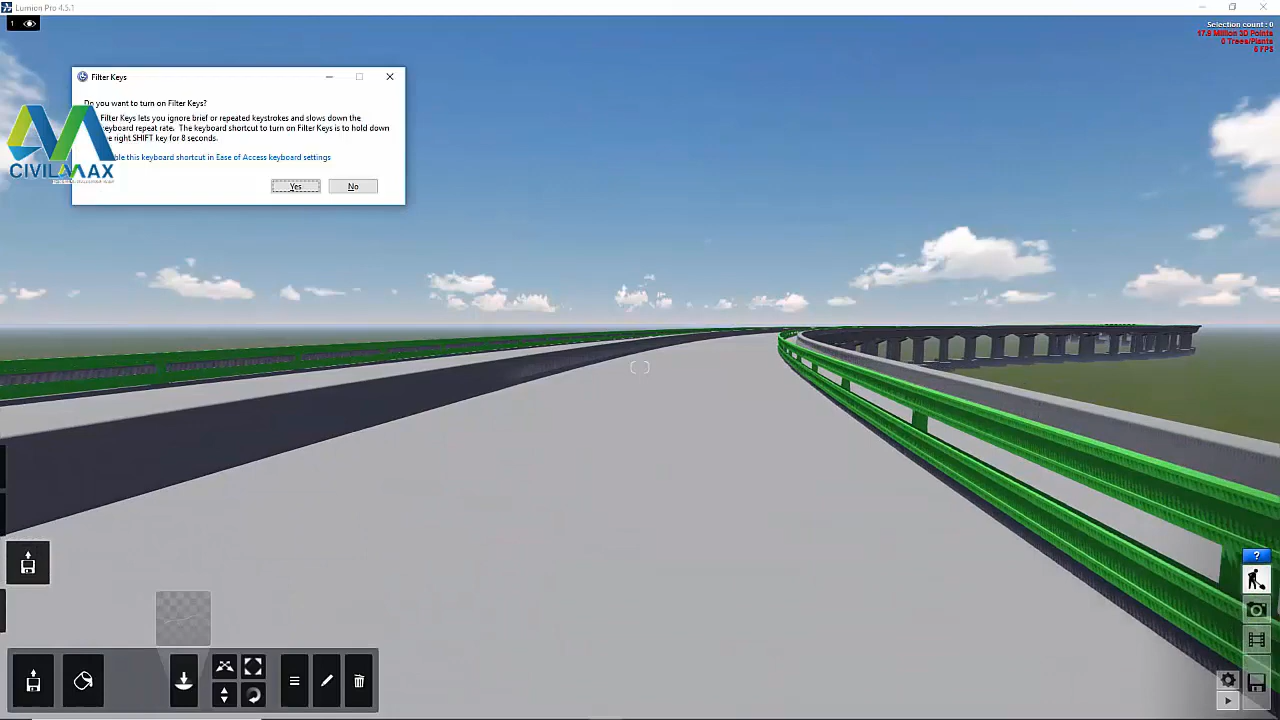 Lumion Pro 4.5.1
1
Selection count : 0
17.9 Million 3D Points
0 Trees/Plants
6 FPS
Filter Keys
Do you want to turn on Filter Keys?
Filter Keys lets you ignore brief or repeated keystrokes and slows down the
keyboard repeat rate. The keyboard shortcut to turn on Filter Keys is to hold down
right SHIFT key for 8 seconds.
this keyboard shortcut in Ease of Access keyboard settings
Yes
No
CIVILMAX
?